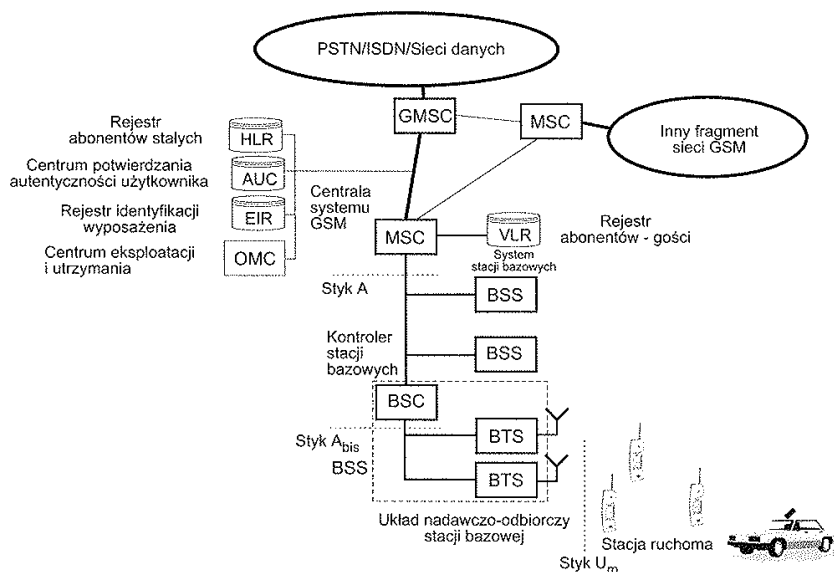 PSTN/ISDN/Sieci danych
GMSC
MSC
Inny fragment
sieci GSM
Rejestr
abonentów stalych
HLR
Centrum potwierdzania
autentyczności użytkownika
AUC
Rejestr identyfikacji
wyposażenia
EIR
Centrum eksploatacji
i utrzymania
OMC
Centrala
systemu
GSM
MSC
VLR
Rejestr
abonentów - gości
System
stacji bazowych
Styk A
BSS
Kontroler
stacji
bazowych
BSS
BSC
Styk Abis
BSS
BTS
BTS
Układ nadawczo-odbiorczy
stacji bazowej
Stacja ruchoma
Styk Um